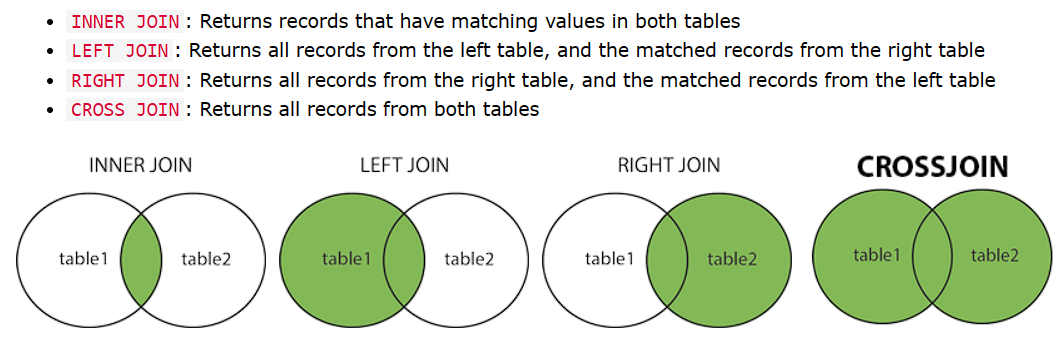 INNER JOIN: Returns records that have matching values in both tables
LEFT JOIN: Returns all records from the left table, and the matched records from the right table
RIGHT JOIN: Returns all records from the right table, and the matched records from the left table
CROSS JOIN: Returns all records from both tables
INNER JOIN
LEFT JOIN
RIGHT JOIN
CROSSJOIN
table1
table2
table1
table2
table1
table2
table1
table2